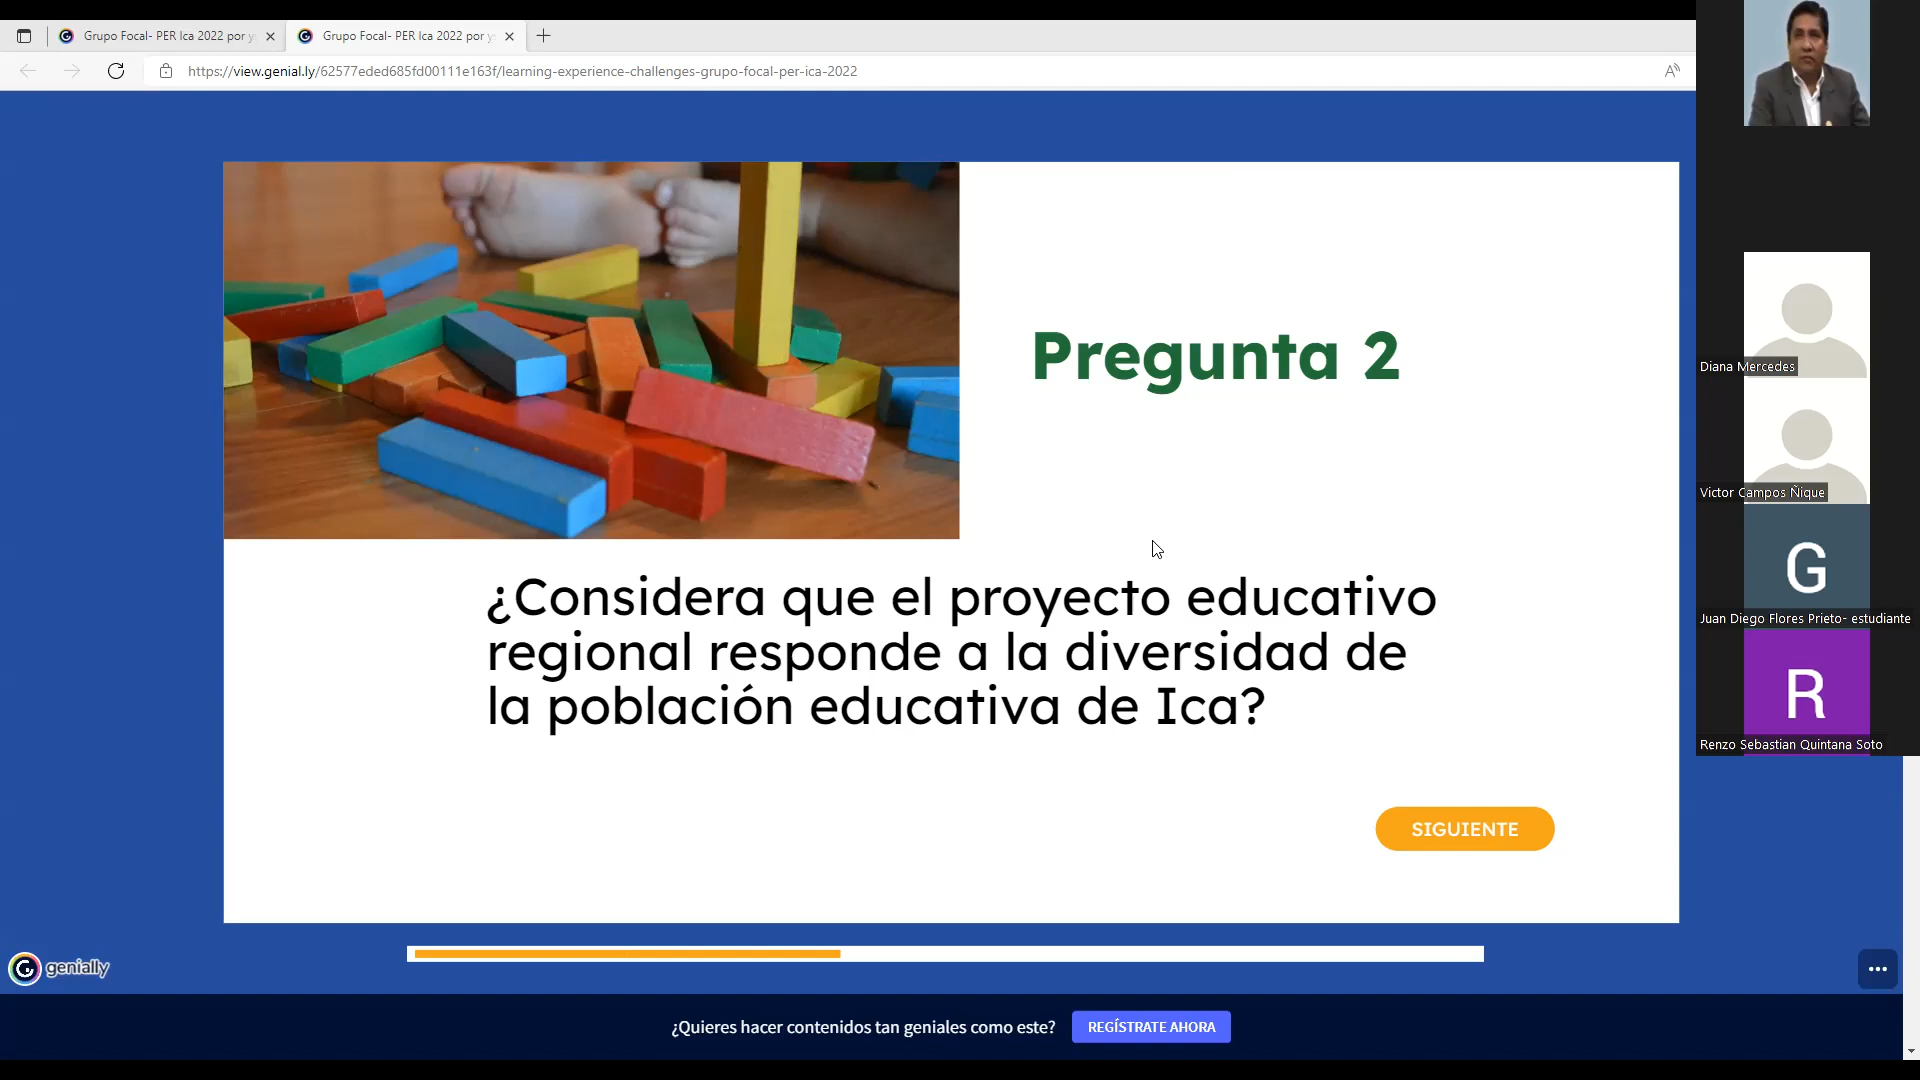 Grupo Focal- PER Ica 2022 por y
Grupo Focal- PER Ica 2022 por y
https://view.genial.ly/62577eded685fd00111e163f/learning-experience-challenges-grupo-focal-per-ica-2022
Pregunta 2
¿Considera que el proyecto educativo
regional responde a la diversidad de
la población educativa de Ica?
SIGUIENTE
genially
¿Quieres hacer contenidos tan geniales como este?
REGÍSTRATE AHORA
Diana Mercedes
Victor Campos Ñique
G
Juan Diego Flores Prieto- estudiante
R
Renzo Sebastian Quintana Soto